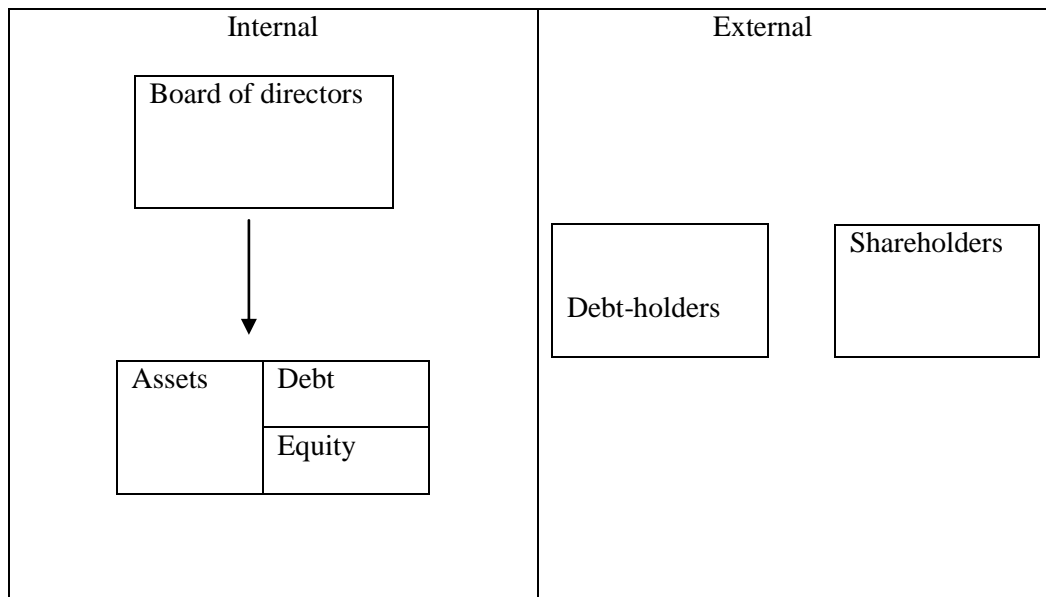 Internal
External
Board of directors
Shareholders
Debt-holders
Assets
Debt
Equity